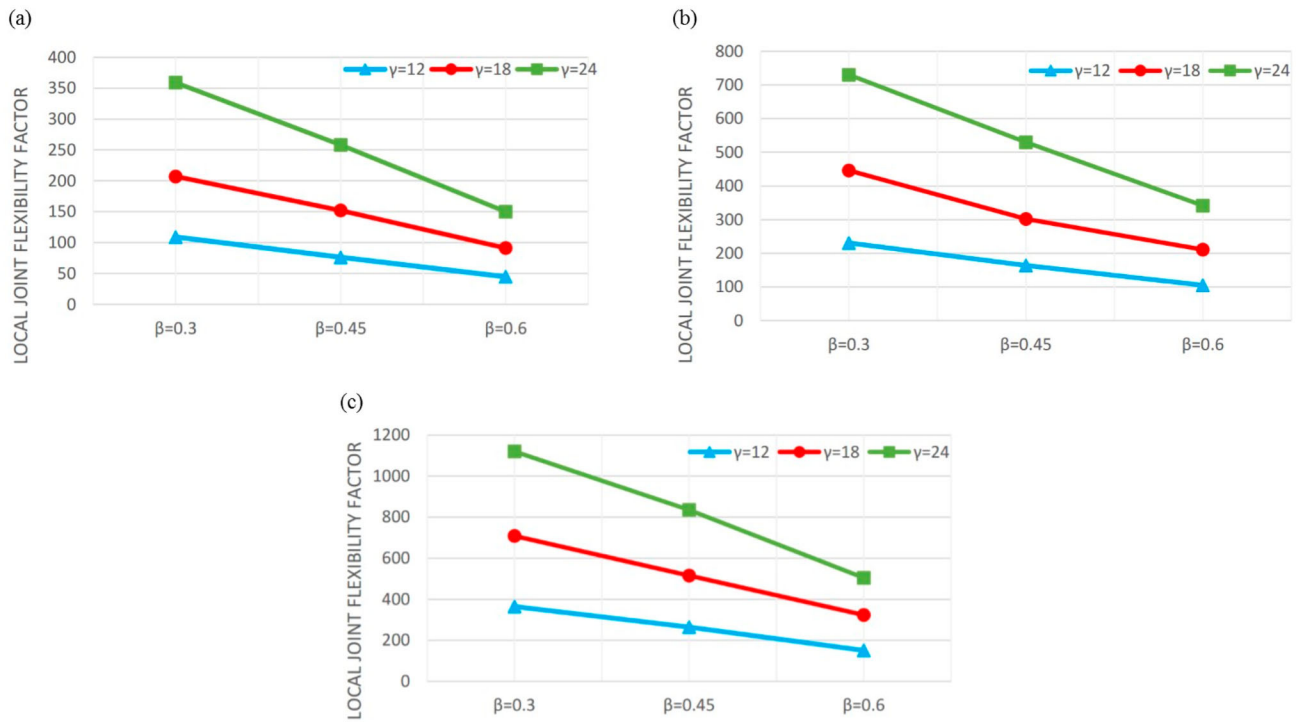 (a)
LOCAL JOINT FLEXIBILITY FACTOR
400
350
300
250
200
150
100
50
0
γ=12 γ=18 γ=24
β=0.3 β=0.45 β=0.6
(b)
LOCAL JOINT FLEXIBILITY FACTOR
800
700
600
500
400
300
200
100
0
γ=12 γ=18 γ=24
β=0.3 β=0.45 β=0.6
(c)
LOCAL JOINT FLEXIBILITY FACTOR
1200
1000
800
600
400
200
0
γ=12 γ=18 γ=24
β=0.3 β=0.45 β=0.6